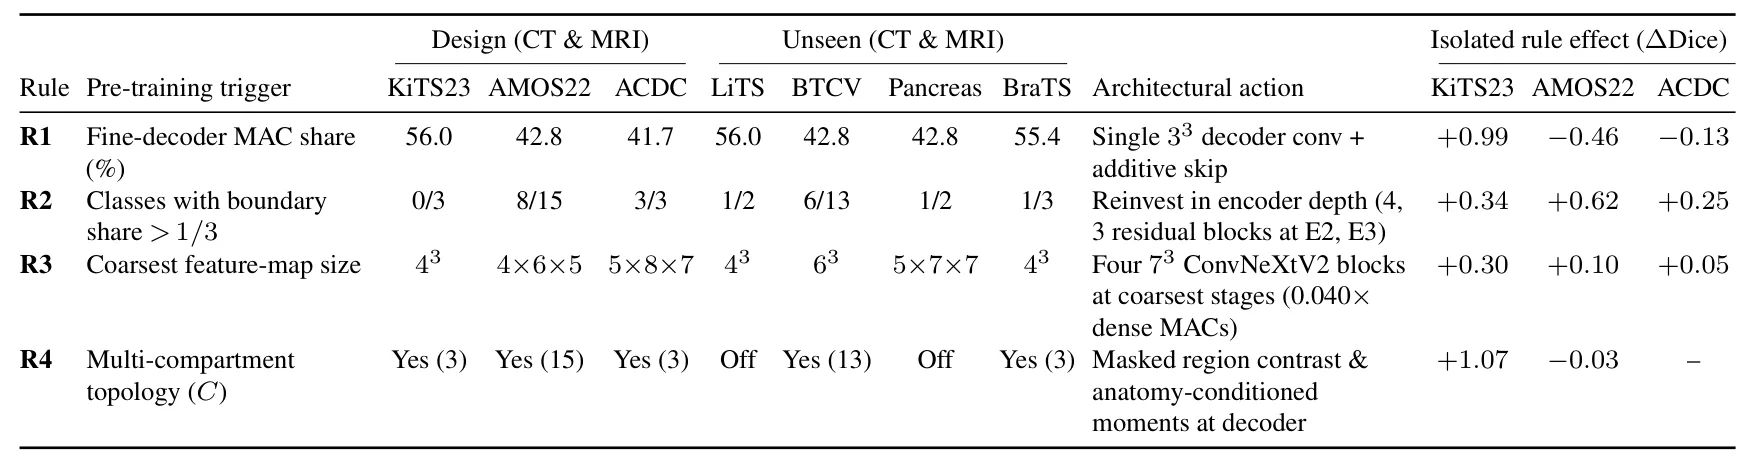 Design (CT & MRI) Unseen (CT & MRI) Isolated rule effect (ΔDice)
Rule Pre-training trigger KiTS23 AMOS22 ACDC LiTS BTCV Pancreas BraTS Architectural action KiTS23 AMOS22 ACDC
R1 Fine-decoder MAC share 56.0 42.8 41.7 56.0 42.8 42.8 55.4 Single 3³ decoder conv + +0.99 −0.46 −0.13
(%) additive skip
R2 Classes with boundary 0/3 8/15 3/3 1/2 6/13 1/2 1/3 Reinvest in encoder depth (4, +0.34 +0.62 +0.25
share > 1/3 3 residual blocks at E2, E3)
R3 Coarsest feature-map size 4³ 4×6×5 5×8×7 4³ 6³ 5×7×7 4³ Four 7³ ConvNeXtV2 blocks +0.30 +0.10 +0.05
at coarsest stages (0.040×
dense MACs)
R4 Multi-compartment Yes (3) Yes (15) Yes (3) Off Yes (13) Off Yes (3) Masked region contrast & +1.07 −0.03 –
topology (C) anatomy-conditioned
moments at decoder